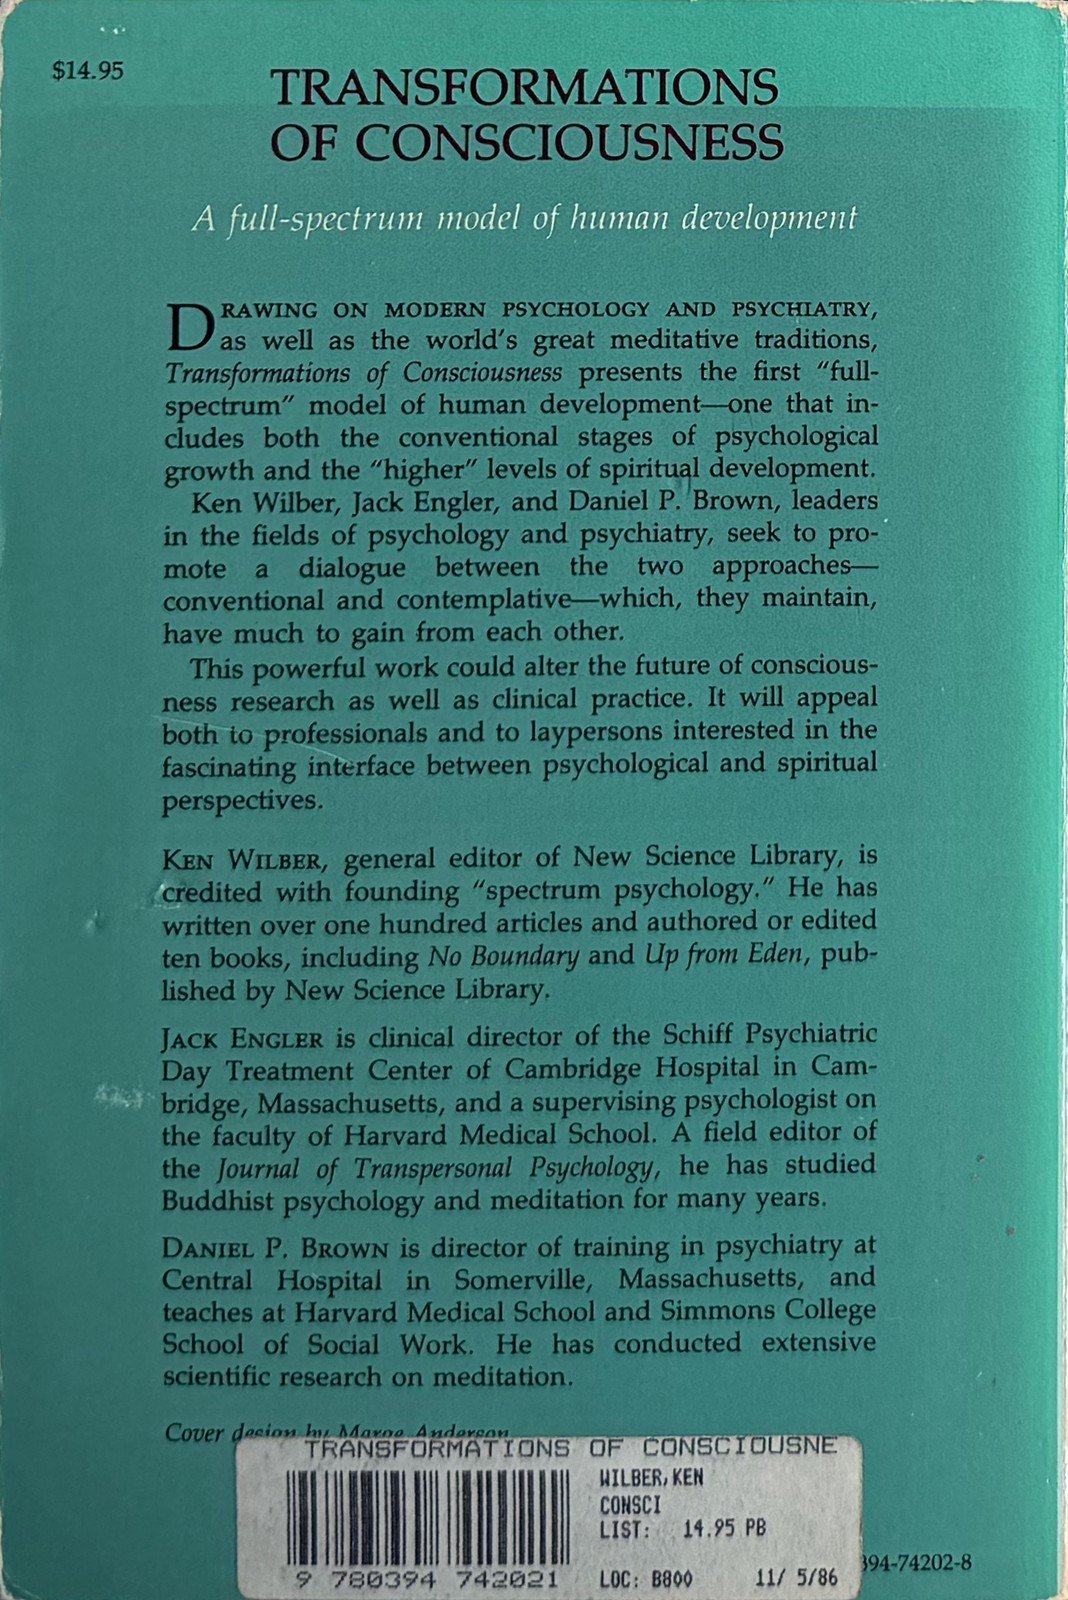 $14.95
TRANSFORMATIONS
OF CONSCIOUSNESS
A full-spectrum model of human development
DRAWING ON MODERN PSYCHOLOGY AND PSYCHIATRY,
as well as the world's great meditative traditions,
Transformations of Consciousness presents the first "full-
spectrum" model of human development—one that in-
cludes both the conventional stages of psychological
growth and the "higher" levels of spiritual development.
Ken Wilber, Jack Engler, and Daniel P. Brown, leaders
in the fields of psychology and psychiatry, seek to pro-
mote a dialogue between the two approaches—
conventional and contemplative—which, they maintain,
have much to gain from each other.
This powerful work could alter the future of conscious-
ness research as well as clinical practice. It will appeal
both to professionals and to laypersons interested in the
fascinating interface between psychological and spiritual
perspectives.
KEN WILBER, general editor of New Science Library, is
credited with founding "spectrum psychology." He has
written over one hundred articles and authored or edited
ten books, including No Boundary and Up from Eden, pub-
lished by New Science Library.
JACK ENGLER is clinical director of the Schiff Psychiatric
Day Treatment Center of Cambridge Hospital in Cam-
bridge, Massachusetts, and a supervising psychologist on
the faculty of Harvard Medical School. A field editor of
the Journal of Transpersonal Psychology, he has studied
Buddhist psychology and meditation for many years.
DANIEL P. BROWN is director of training in psychiatry at
Central Hospital in Somerville, Massachusetts, and
teaches at Harvard Medical School and Simmons College
School of Social Work. He has conducted extensive
scientific research on meditation.
Cover design by Marge Anderson
TRANSFORMATIONS OF CONSCIOUSNE
WILBER,KEN
CONSCI
LIST: 14.95 PB
9 780394 742021
LOC: B800 11/ 5/86
394-74202-8